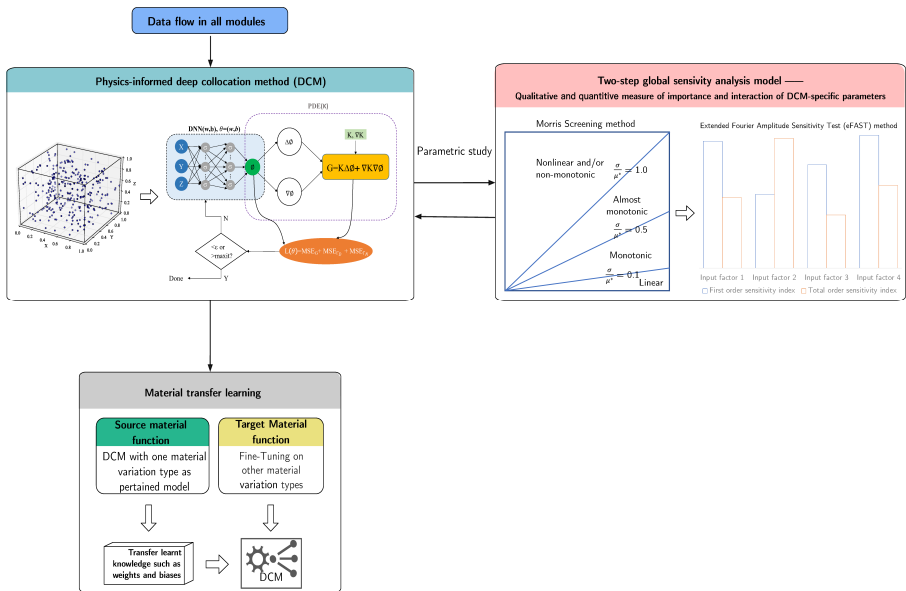 Data flow in all modules
Physics-informed deep collocation method (DCM)
PDE(K)
DNN(w,b), θ=(w,b)
X
Y
Z
Δ∅
∇∅
K, ∇K
G=K∆∅+ ∇K∇∅
N
<ε or
>maxit?
Y
Done
Parametric study
Two-step global sensivity analysis model ——
Qualitative and quantitive measure of importance and interaction of DCM-specific parameters
Morris Screening method
Nonlinear and/or
non-monotonic
σ/μ* = 1.0
Almost
monotonic
σ/μ* = 0.5
Monotonic
σ/μ* = 0.1
Linear
Extended Fourier Amplitude Sensitivity Test (eFAST) method
Input factor 1 Input factor 2 Input factor 3 Input factor 4
First order sensitivity index Total order sensitivity index
Material transfer learning
Source material
function
DCM with one material
variation type as
pertained model
Target Material
function
Fine-Tuning on
other material
variation types
Transfer learnt
knowledge such as
weights and biases
DCM